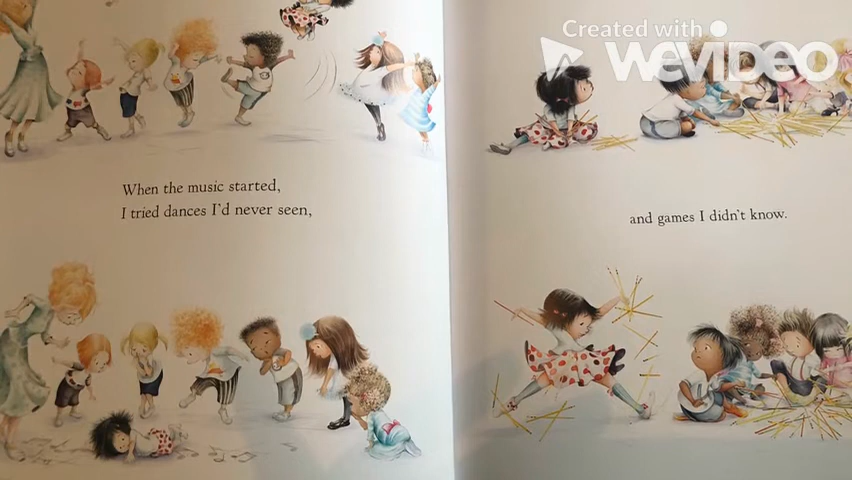 Created with
WEVIDEO
When the music started,
I tried dances I'd never seen,
and games I didn't know.